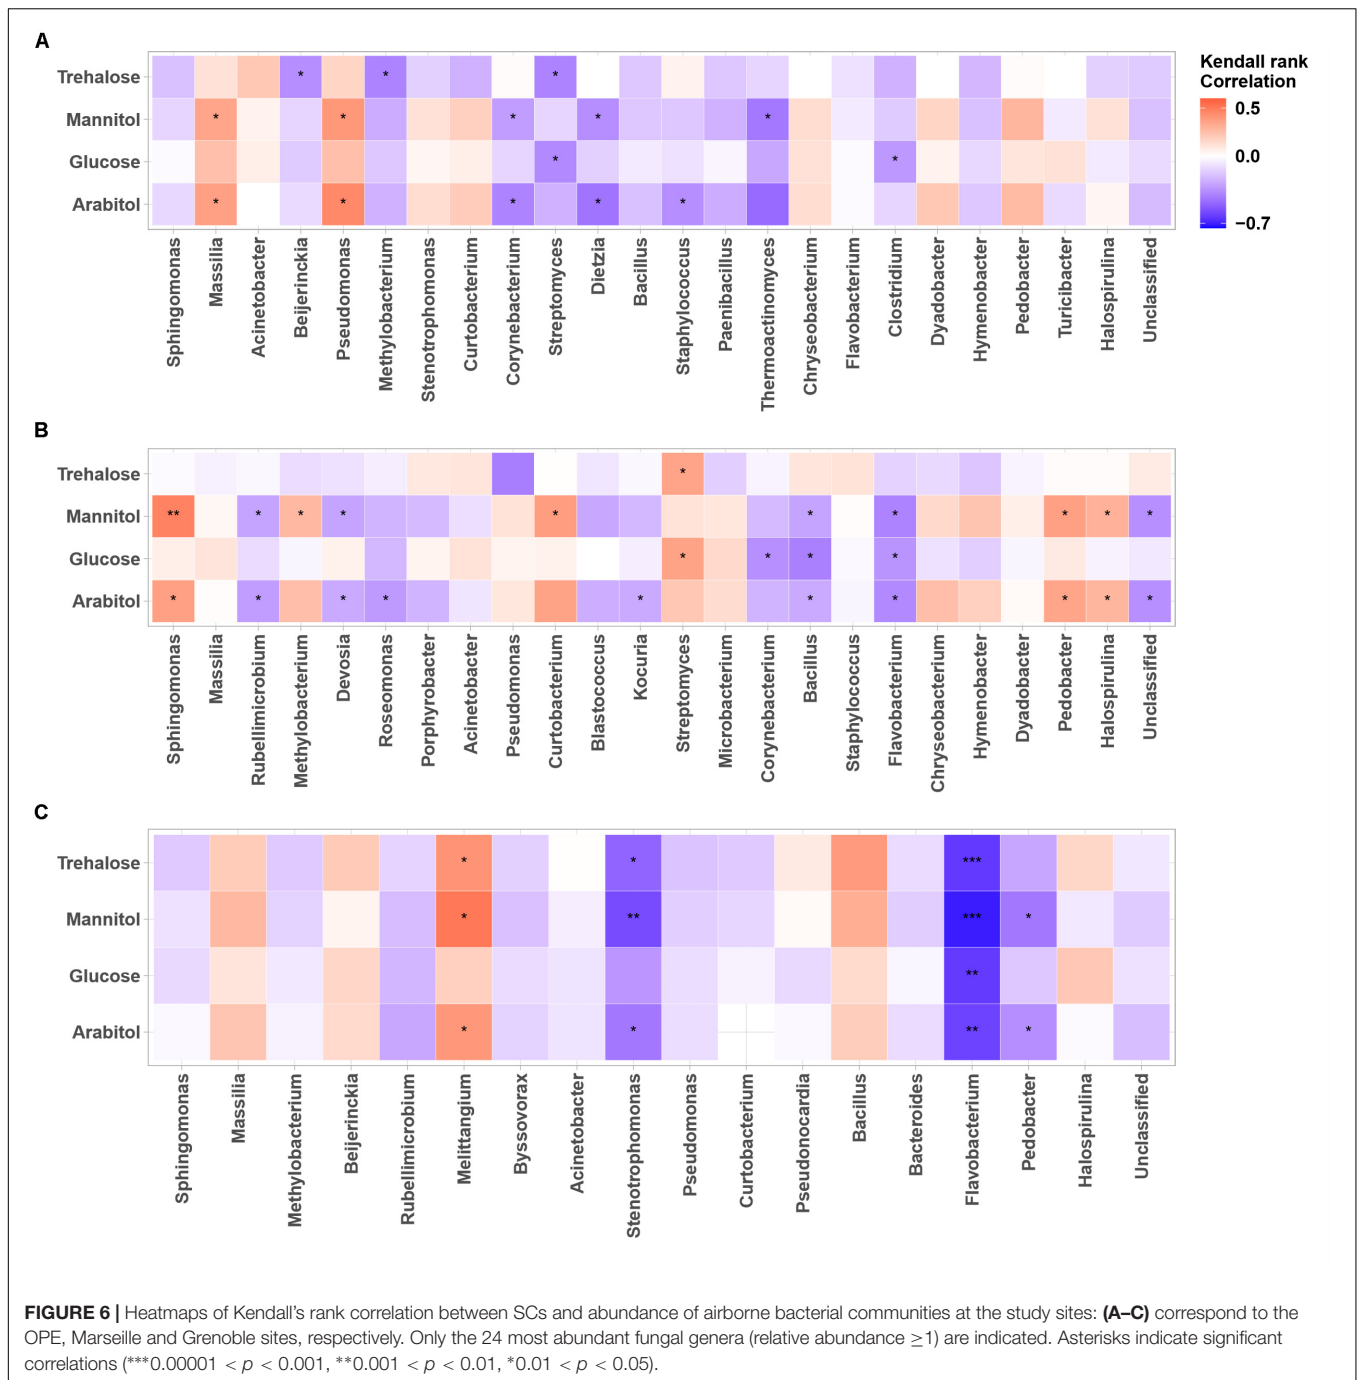 A
Kendall rank
Correlation
0.5
0.0
−0.7
Trehalose * * *
Mannitol * * * * *
Glucose * *
Arabitol * * * * *
Sphingomonas
Massilia
Acinetobacter
Beijerinckia
Pseudomonas
Methylobacterium
Stenotrophomonas
Curtobacterium
Corynebacterium
Streptomyces
Dietzia
Bacillus
Staphylococcus
Paenibacillus
Thermoactinomyces
Chryseobacterium
Flavobacterium
Clostridium
Dyadobacter
Hymenobacter
Pedobacter
Turicibacter
Halospirulina
Unclassified
B
Trehalose *
Mannitol ** * * * * * * * * *
Glucose * * * *
Arabitol * * * * * * * * * *
Sphingomonas
Massilia
Rubellimicrobium
Methylobacterium
Devosia
Roseomonas
Porphyrobacter
Acinetobacter
Pseudomonas
Curtobacterium
Blastococcus
Kocuria
Streptomyces
Microbacterium
Corynebacterium
Bacillus
Staphylococcus
Flavobacterium
Chryseobacterium
Hymenobacter
Dyadobacter
Pedobacter
Halospirulina
Unclassified
C
Trehalose * * ***
Mannitol * ** *** *
Glucose **
Arabitol * * ** *
Sphingomonas
Massilia
Methylobacterium
Beijerinckia
Rubellimicrobium
Melittangium
Byssovorax
Acinetobacter
Stenotrophomonas
Pseudomonas
Curtobacterium
Pseudonocardia
Bacillus
Bacteroides
Flavobacterium
Pedobacter
Halospirulina
Unclassified
FIGURE 6 | Heatmaps of Kendall's rank correlation between SCs and abundance of airborne bacterial communities at the study sites: (A–C) correspond to the
OPE, Marseille and Grenoble sites, respectively. Only the 24 most abundant fungal genera (relative abundance ≥1) are indicated. Asterisks indicate significant
correlations (***0.00001 < p < 0.001, **0.001 < p < 0.01, *0.01 < p < 0.05).